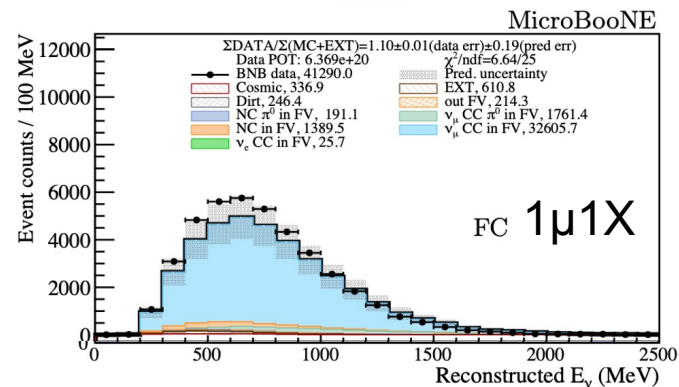 MicroBooNE
ΣDATA/Σ(MC+EXT)=1.10±0.01(data err)±0.19(pred err)
Data POT: 6.369e+20 χ²/ndf=6.64/25
BNB data, 41290.0 Pred. uncertainty
Cosmic, 336.9 EXT, 610.8
Dirt, 246.4 out FV, 214.3
NC π⁰ in FV, 191.1 ν_μ CC π⁰ in FV, 1761.4
NC in FV, 1389.5 ν_μ CC in FV, 32605.7
ν_e CC in FV, 25.7
Event counts / 100 MeV
12000
10000
8000
6000
4000
2000
0
FC 1μ1X
0 500 1000 1500 2000 2500
Reconstructed E_ν (MeV)